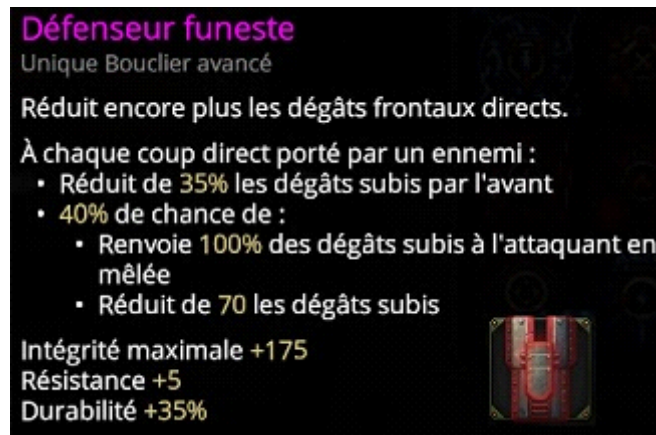 Défenseur funeste
Unique Bouclier avancé
Réduit encore plus les dégâts frontaux directs.
À chaque coup direct porté par un ennemi :
• Réduit de 35% les dégâts subis par l'avant
• 40% de chance de :
• Renvoie 100% des dégâts subis à l'attaquant en
mêlée
• Réduit de 70 les dégâts subis
Intégrité maximale +175
Résistance +5
Durabilité +35%